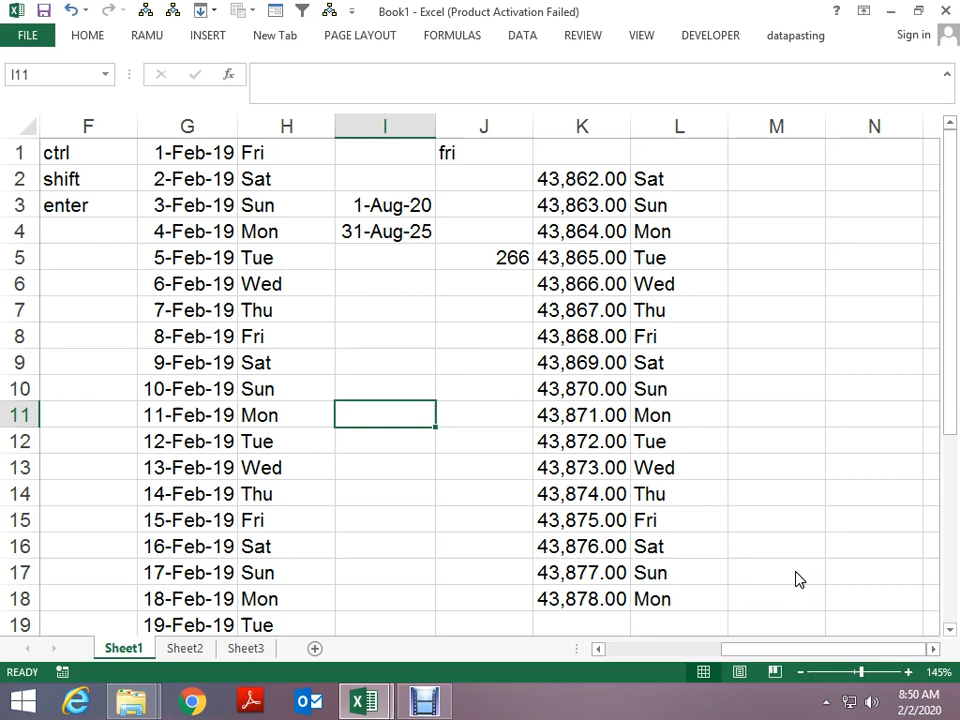 Book1 - Excel (Product Activation Failed)
FILE HOME RAMU INSERT New Tab PAGE LAYOUT FORMULAS DATA REVIEW VIEW DEVELOPER datapasting Sign in
I11 fx
F G H I J K L M N
1 ctrl 1-Feb-19 Fri fri
2 shift 2-Feb-19 Sat 43,862.00 Sat
3 enter 3-Feb-19 Sun 1-Aug-20 43,863.00 Sun
4 4-Feb-19 Mon 31-Aug-25 43,864.00 Mon
5 5-Feb-19 Tue 266 43,865.00 Tue
6 6-Feb-19 Wed 43,866.00 Wed
7 7-Feb-19 Thu 43,867.00 Thu
8 8-Feb-19 Fri 43,868.00 Fri
9 9-Feb-19 Sat 43,869.00 Sat
10 10-Feb-19 Sun 43,870.00 Sun
11 11-Feb-19 Mon 43,871.00 Mon
12 12-Feb-19 Tue 43,872.00 Tue
13 13-Feb-19 Wed 43,873.00 Wed
14 14-Feb-19 Thu 43,874.00 Thu
15 15-Feb-19 Fri 43,875.00 Fri
16 16-Feb-19 Sat 43,876.00 Sat
17 17-Feb-19 Sun 43,877.00 Sun
18 18-Feb-19 Mon 43,878.00 Mon
19 19-Feb-19 Tue
Sheet1 Sheet2 Sheet3
READY 145%
8:50 AM
2/2/2020